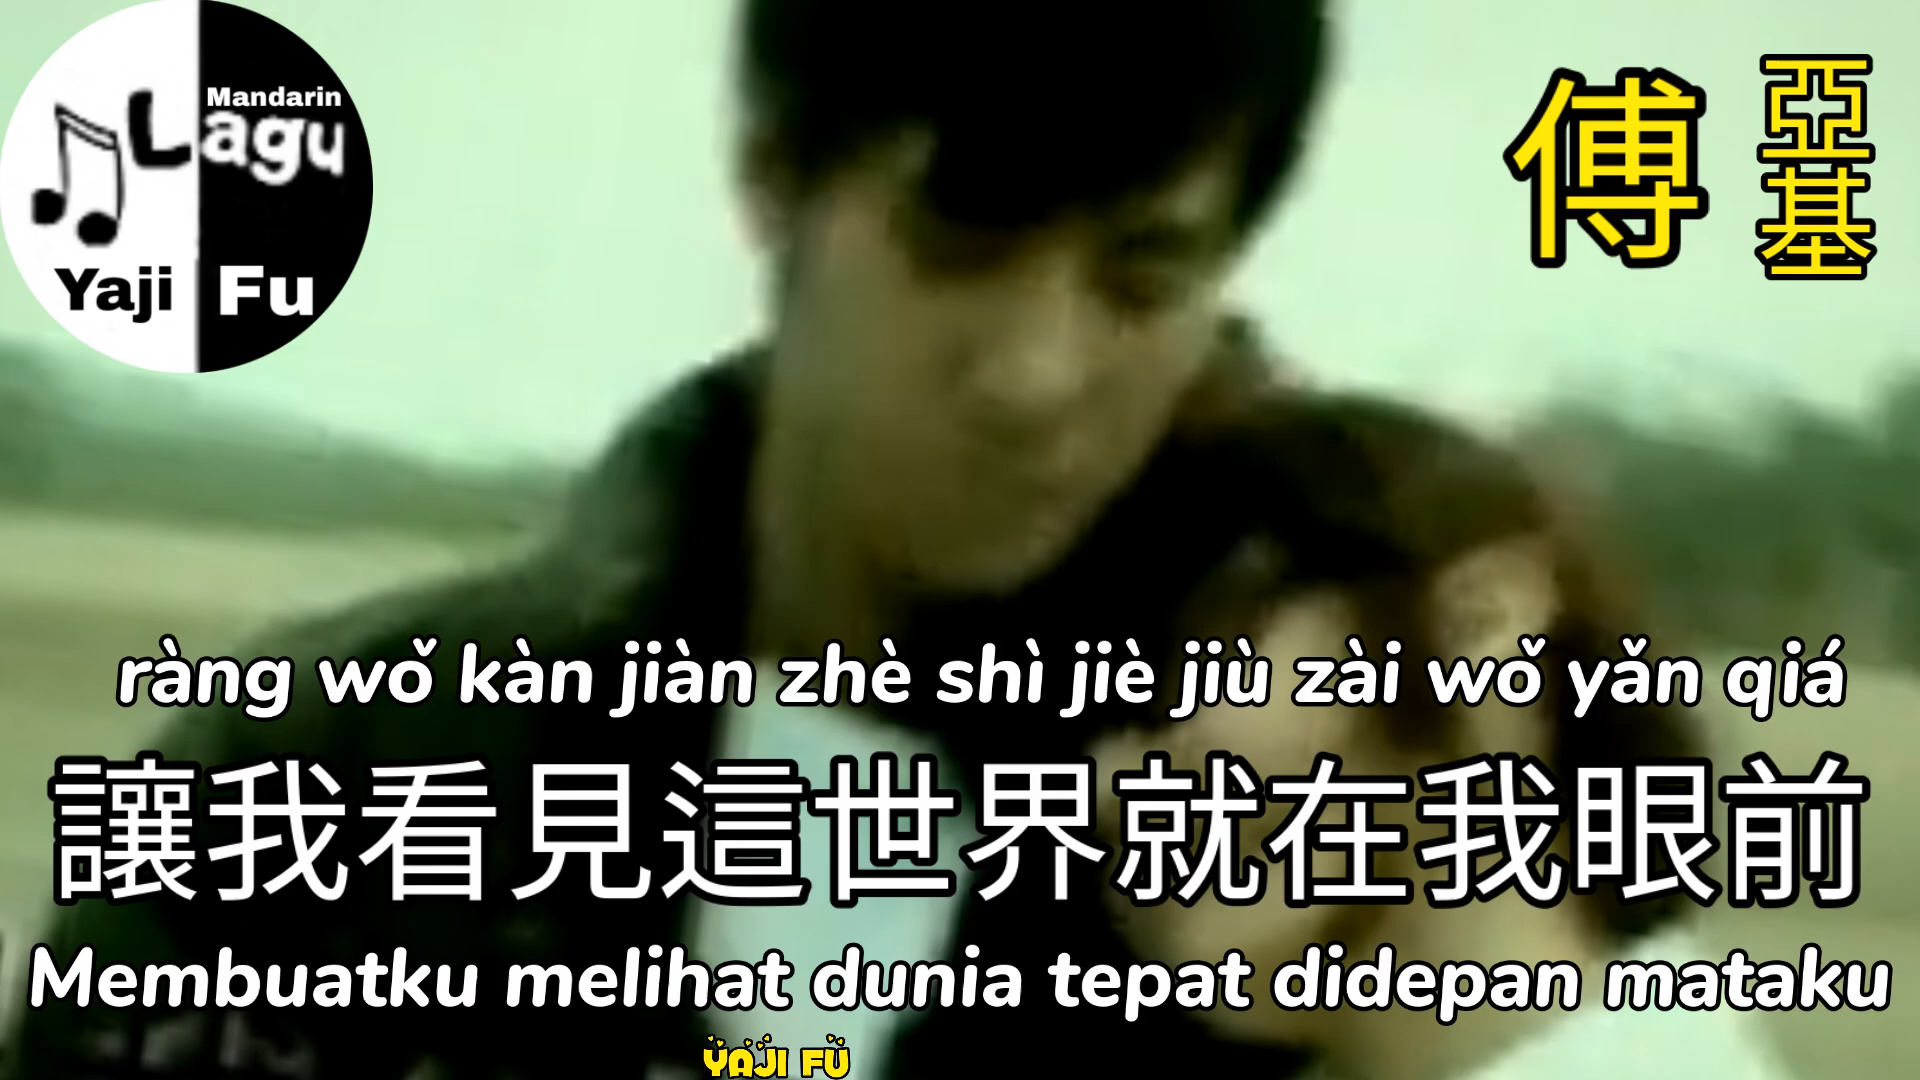 Mandarin
Lagu
Yaji Fu
傅亞基
ràng wǒ kàn jiàn zhè shì jiè jiù zài wǒ yǎn qiá
讓我看見這世界就在我眼前
Membuatku melihat dunia tepat didepan mataku
YAJI FU